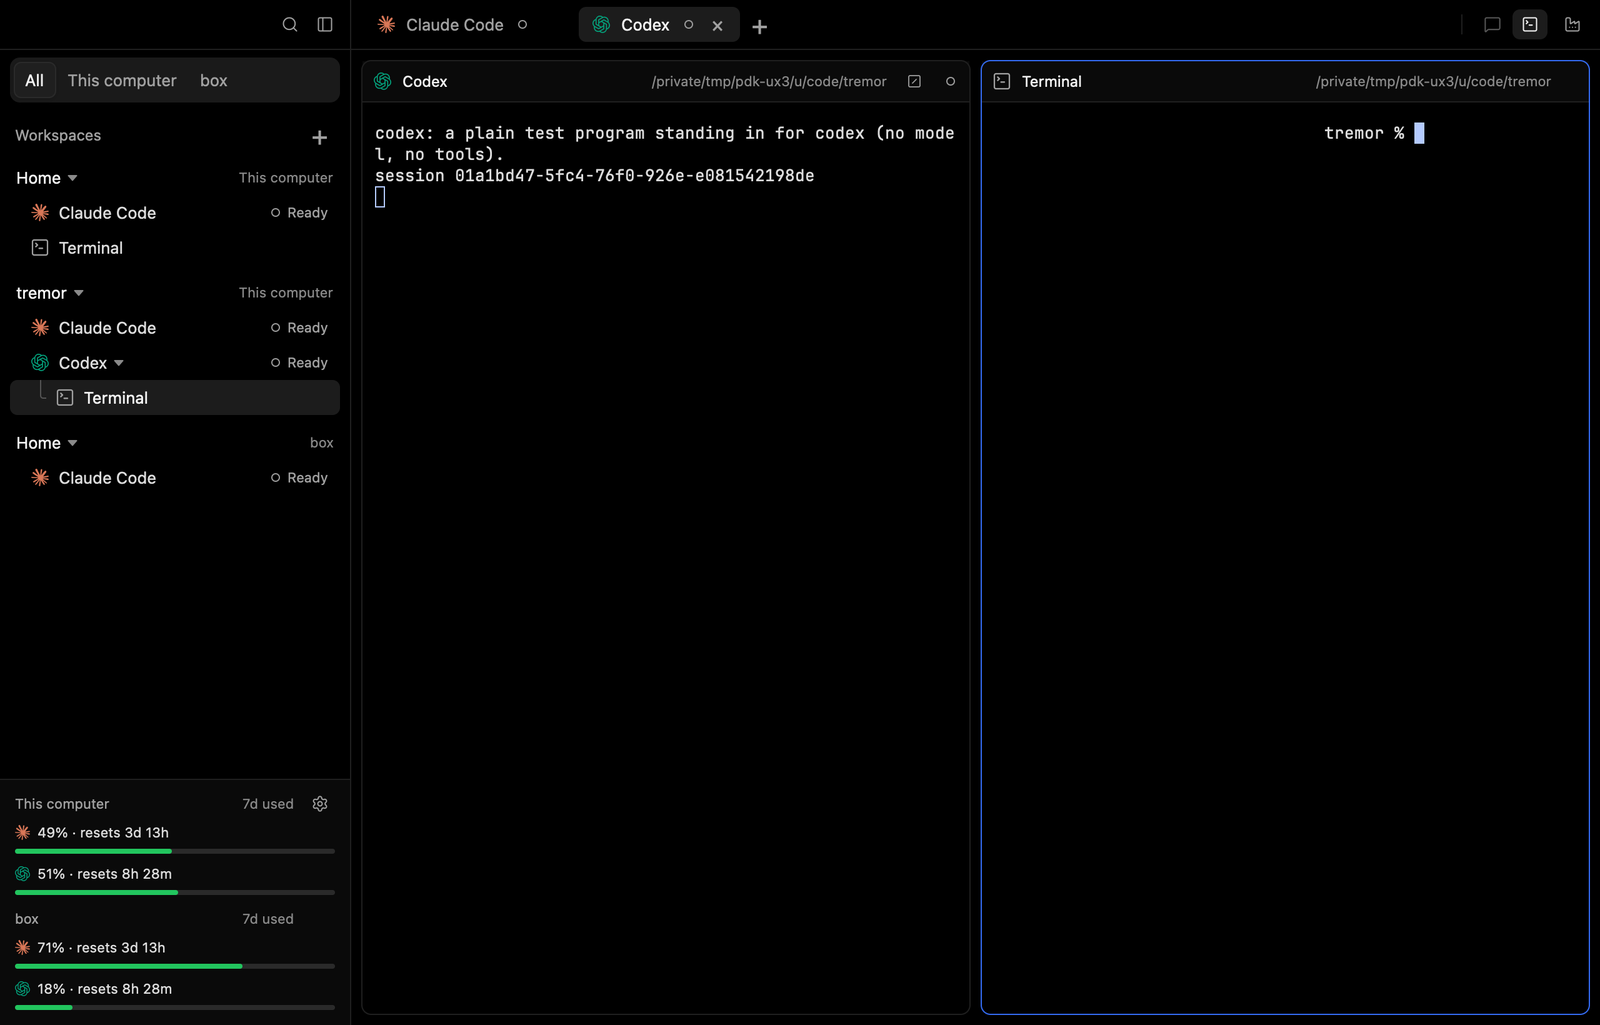 Claude Code
Codex
All
This computer
box
Workspaces
Home
This computer
Claude Code
Ready
Terminal
tremor
This computer
Claude Code
Ready
Codex
Ready
Terminal
Home
box
Claude Code
Ready
This computer
7d used
49% · resets 3d 13h
51% · resets 8h 28m
box
7d used
71% · resets 3d 13h
18% · resets 8h 28m
Codex
/private/tmp/pdk-ux3/u/code/tremor
codex: a plain test program standing in for codex (no mode
l, no tools).
session 01a1bd47-5fc4-76f0-926e-e081542198de
Terminal
/private/tmp/pdk-ux3/u/code/tremor
tremor %